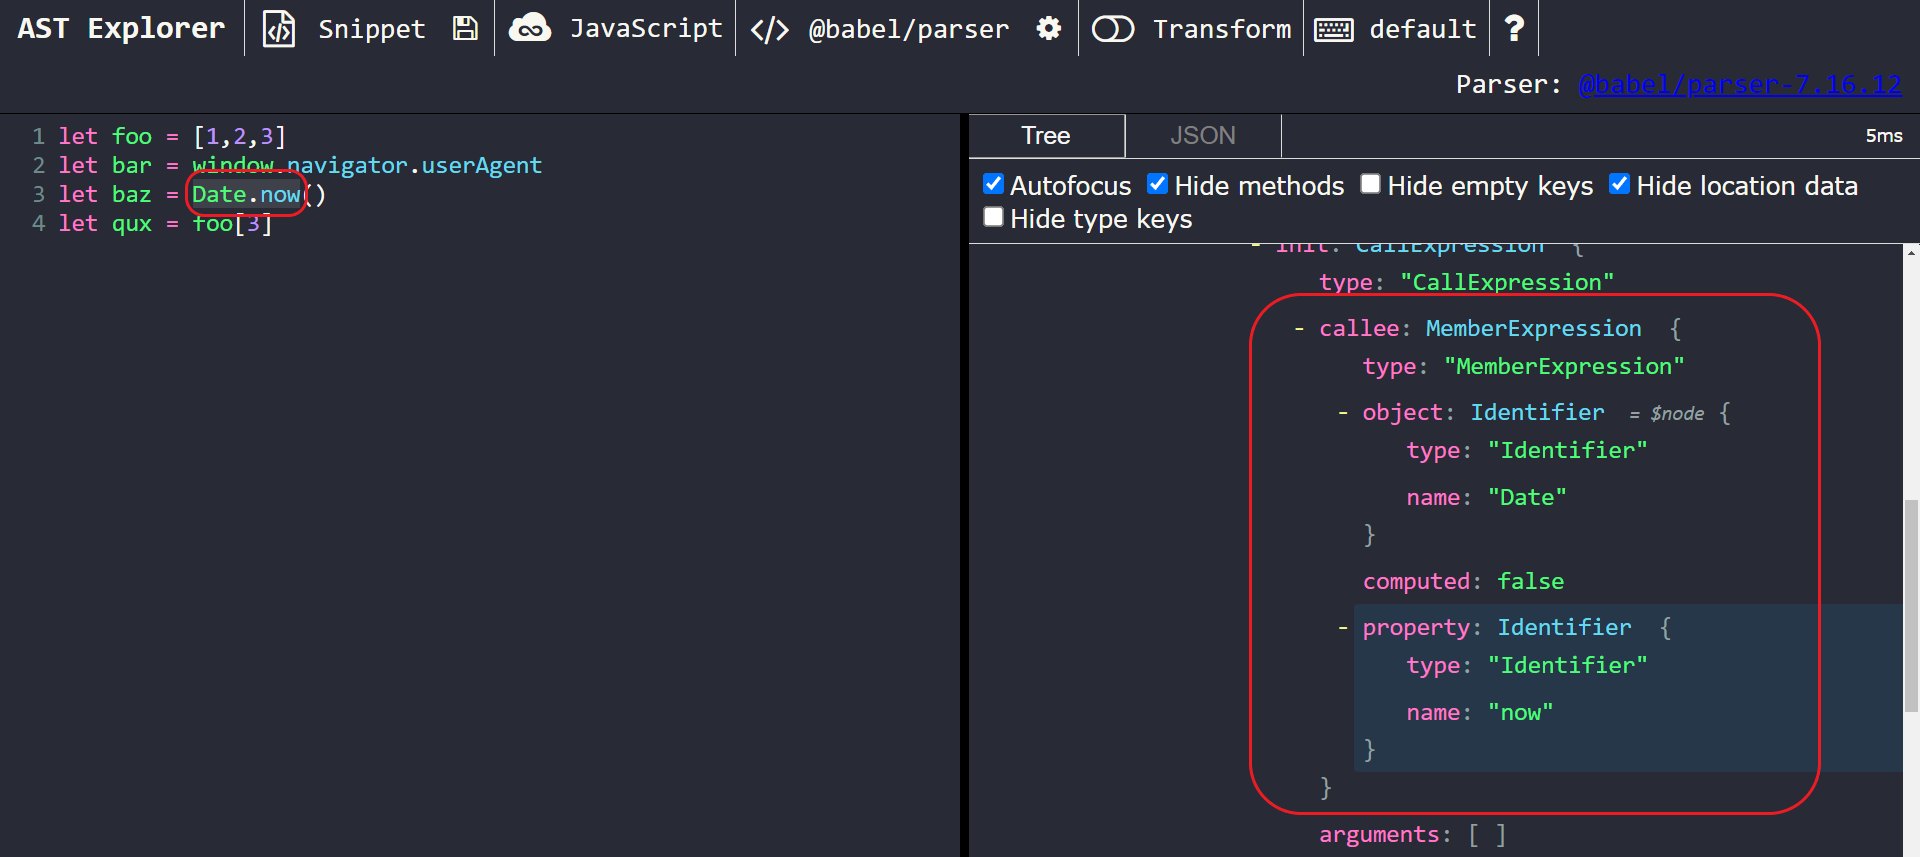 AST Explorer Snippet JavaScript </> @babel/parser Transform default ?
Parser: @babel/parser-7.16.12
1 let foo = [1,2,3]
2 let bar = window.navigator.userAgent
3 let baz = Date.now()
4 let qux = foo[3]
Tree JSON 5ms
Autofocus Hide methods Hide empty keys Hide location data
Hide type keys
- init: CallExpression {
type: "CallExpression"
- callee: MemberExpression {
type: "MemberExpression"
- object: Identifier = $node {
type: "Identifier"
name: "Date"
}
computed: false
- property: Identifier {
type: "Identifier"
name: "now"
}
}
arguments: [ ]